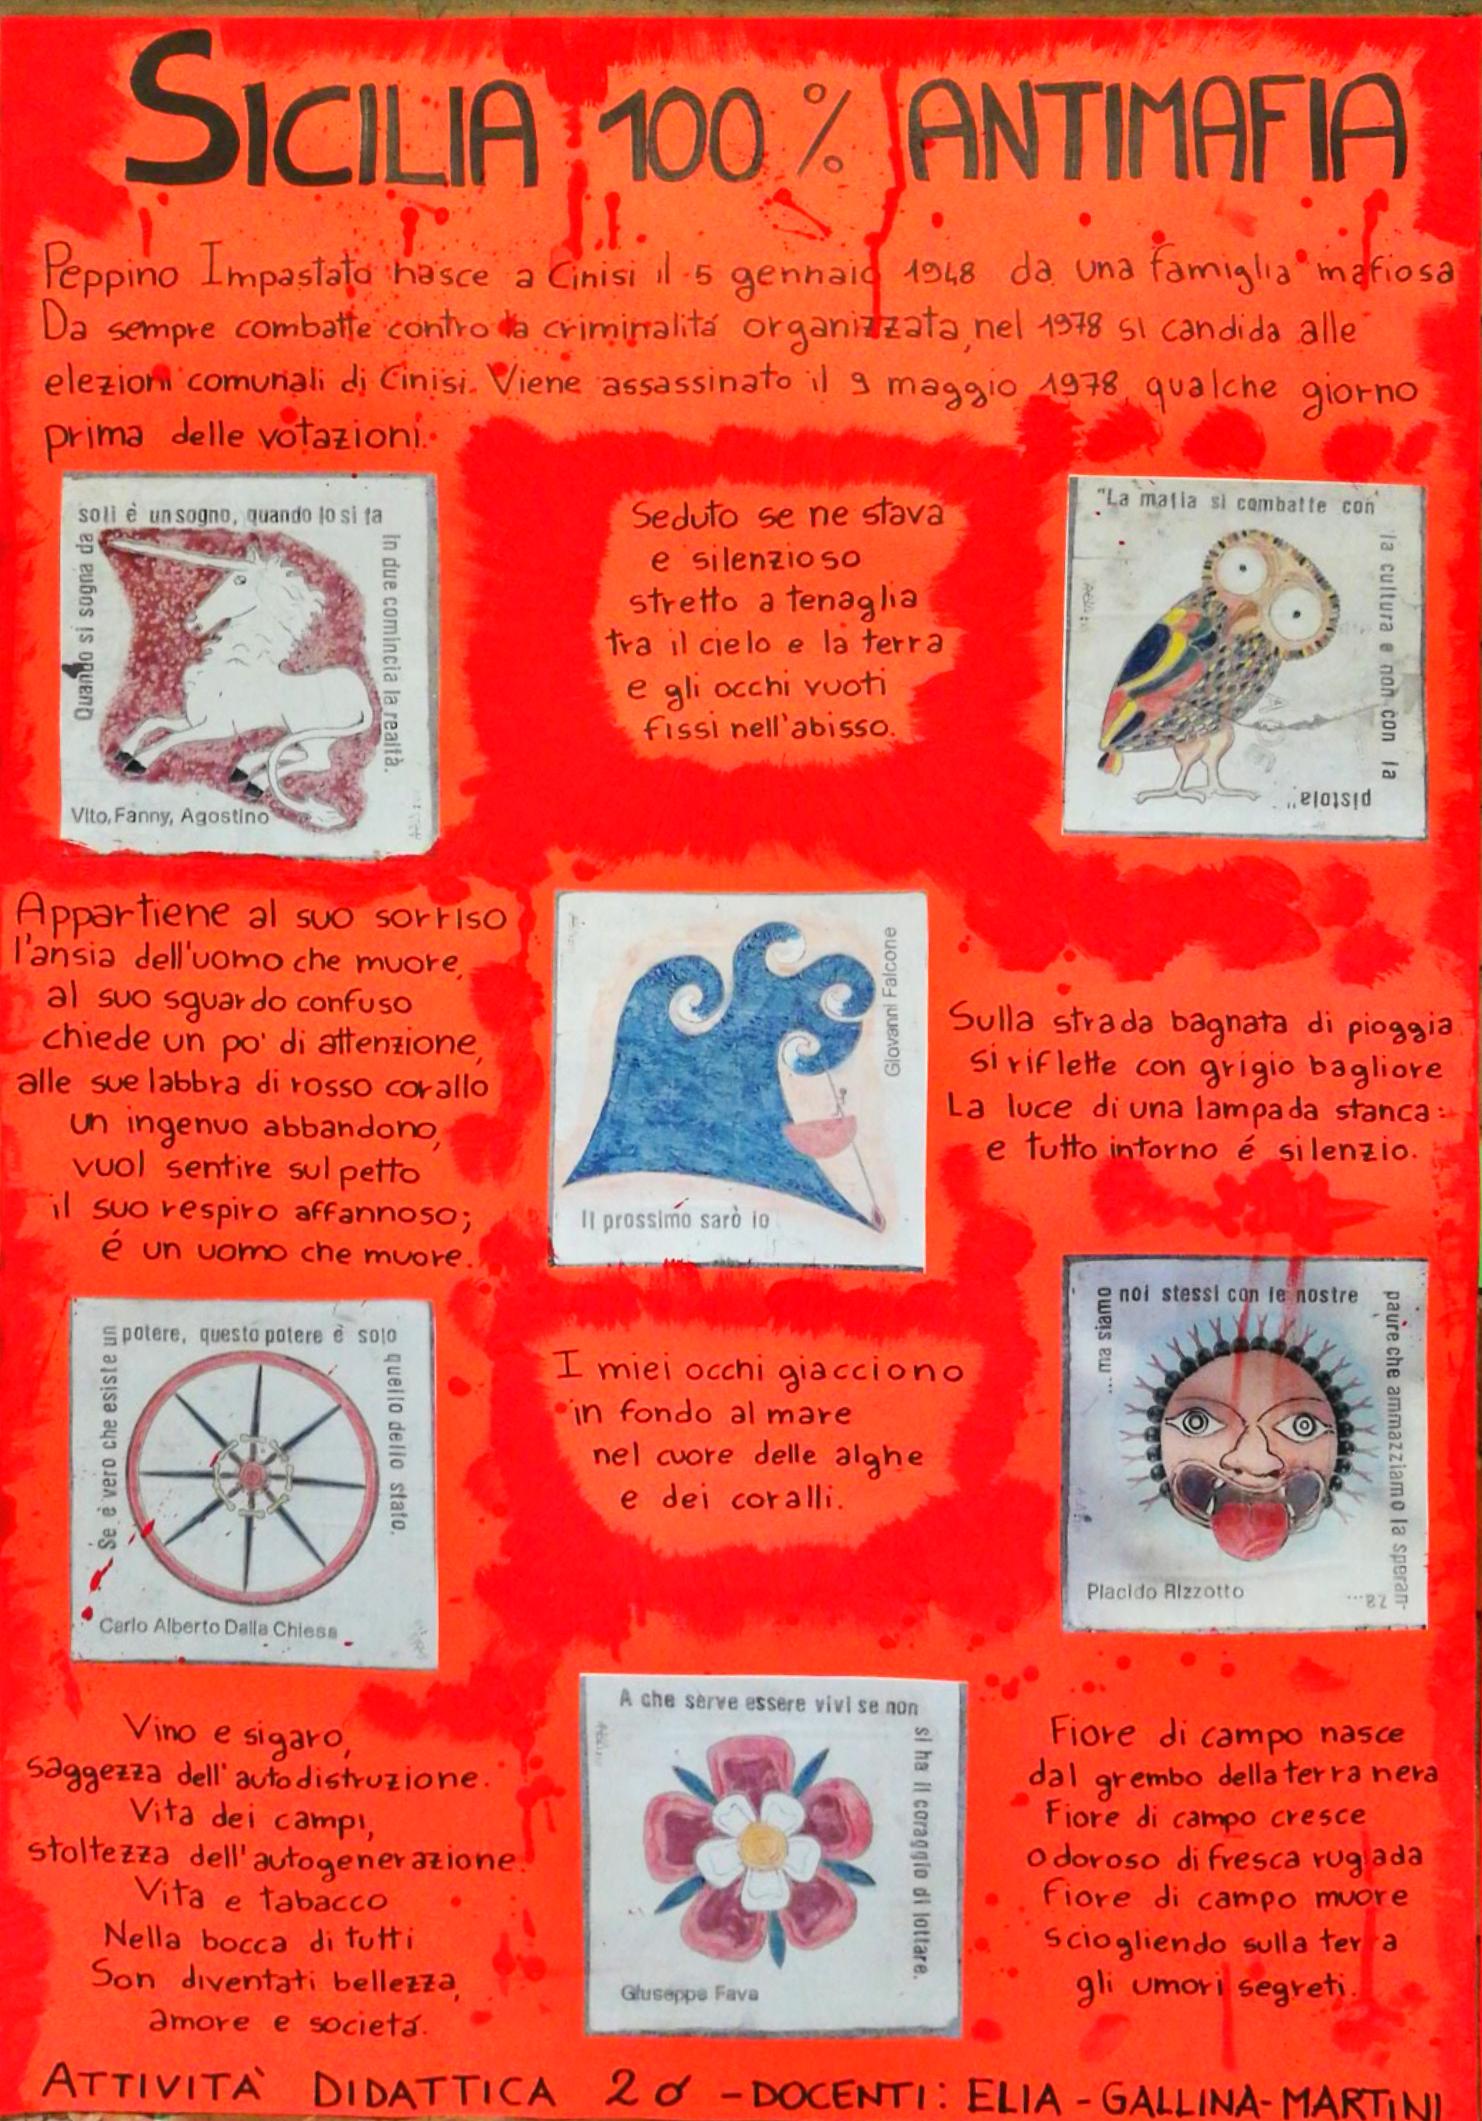 SICILIA 100 % ANTIMAFIA
Peppino Impastato nasce a Cinisi il 5 gennaio 1948 da una famiglia mafiosa
Da sempre combatte contro la criminalitá organizzata, nel 1978 si candida alle
elezioni comunali di Cinisi. Viene assassinato il 9 maggio 1978, qualche giorno
prima delle votazioni.
Quando si sogna da
soli è un sogno, quando lo si fa
in due comincia la realtà.
Vito, Fanny, Agostino
Seduto se ne stava
e silenzioso
stretto a tenaglia
tra il cielo e la terra
e gli occhi vuoti
fissi nell'abisso.
"La mafia si combatte con
la cultura e non con la
pistola"
Appartiene al suo sorriso
l'ansia dell'uomo che muore,
al suo sguardo confuso
chiede un po' di attenzione,
alle sue labbra di rosso corallo
un ingenuo abbandono,
vuol sentire sul petto
il suo respiro affannoso;
é un uomo che muore.
Giovanni Falcone
Il prossimo sarò io
Sulla strada bagnata di pioggia
si riflette con grigio bagliore
La luce di una lampada stanca:
e tutto intorno é silenzio.
Se è vero che esiste un
potere, questo potere è solo
quello dello stato.
Carlo Alberto Dalla Chiesa
I miei occhi giacciono
in fondo al mare
nel cuore delle alghe
e dei coralli.
...ma siamo
noi stessi con le nostre
paure che ammazziamo la speran-
za...
Placido Rizzotto
Vino e sigaro,
saggezza dell'autodistruzione.
Vita dei campi,
stoltezza dell'autogenerazione.
Vita e tabacco
Nella bocca di tutti
Son diventati bellezza,
amore e societá.
A che serve essere vivi se non
si ha il coraggio di lottare.
Giuseppe Fava
Fiore di campo nasce
dal grembo della terra nera
Fiore di campo cresce
odoroso di fresca rugiada
Fiore di campo muore
sciogliendo sulla terra
gli umori segreti.
ATTIVITÀ DIDATTICA 2 - DOCENTI: ELIA - GALLINA - MARTINI